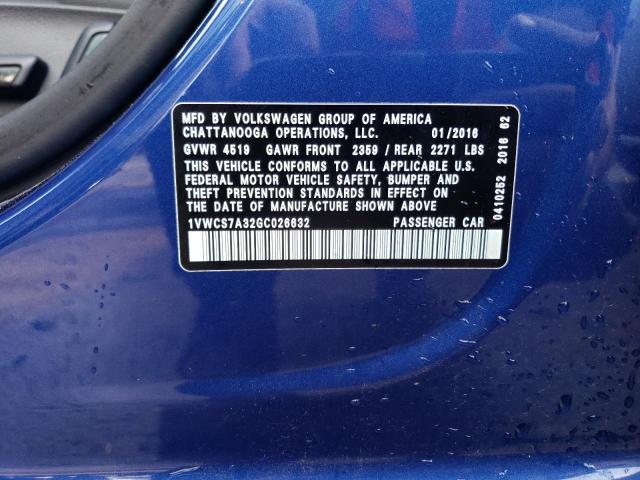 MFD BY VOLKSWAGEN GROUP OF AMERICA
CHATTANOOGA OPERATIONS, LLC. 01/2016
GVWR 4519 GAWR FRONT 2359 / REAR 2271 LBS
THIS VEHICLE CONFORMS TO ALL APPLICABLE U.S.
FEDERAL MOTOR VEHICLE SAFETY, BUMPER AND
THEFT PREVENTION STANDARDS IN EFFECT ON
THE DATE OF MANUFACTURE SHOWN ABOVE
1VWCS7A32GC028632 PASSENGER CAR
0410252 2016 62